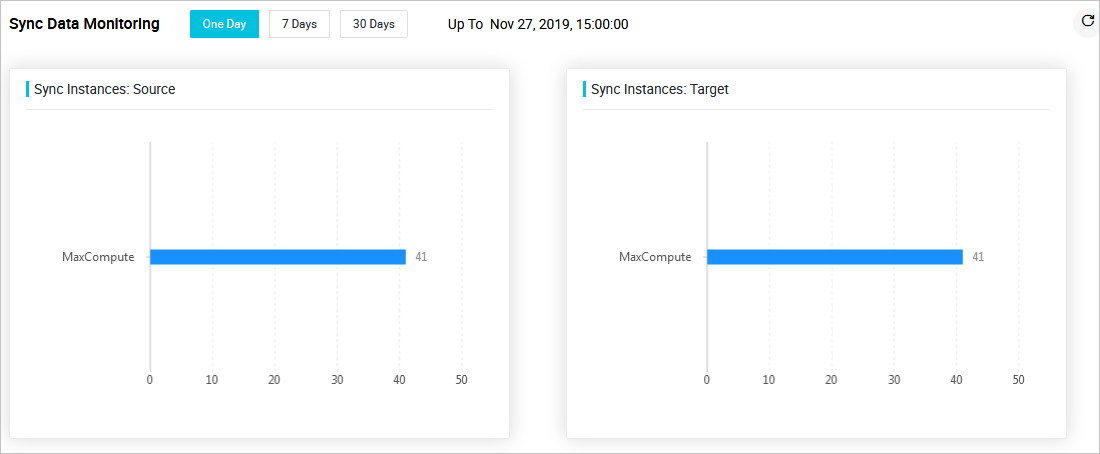 Sync Data Monitoring One Day 7 Days 30 Days Up To Nov 27, 2019, 15:00:00
Sync Instances: Source
MaxCompute 41
0 10 20 30 40 50
Sync Instances: Target
MaxCompute 41
0 10 20 30 40 50